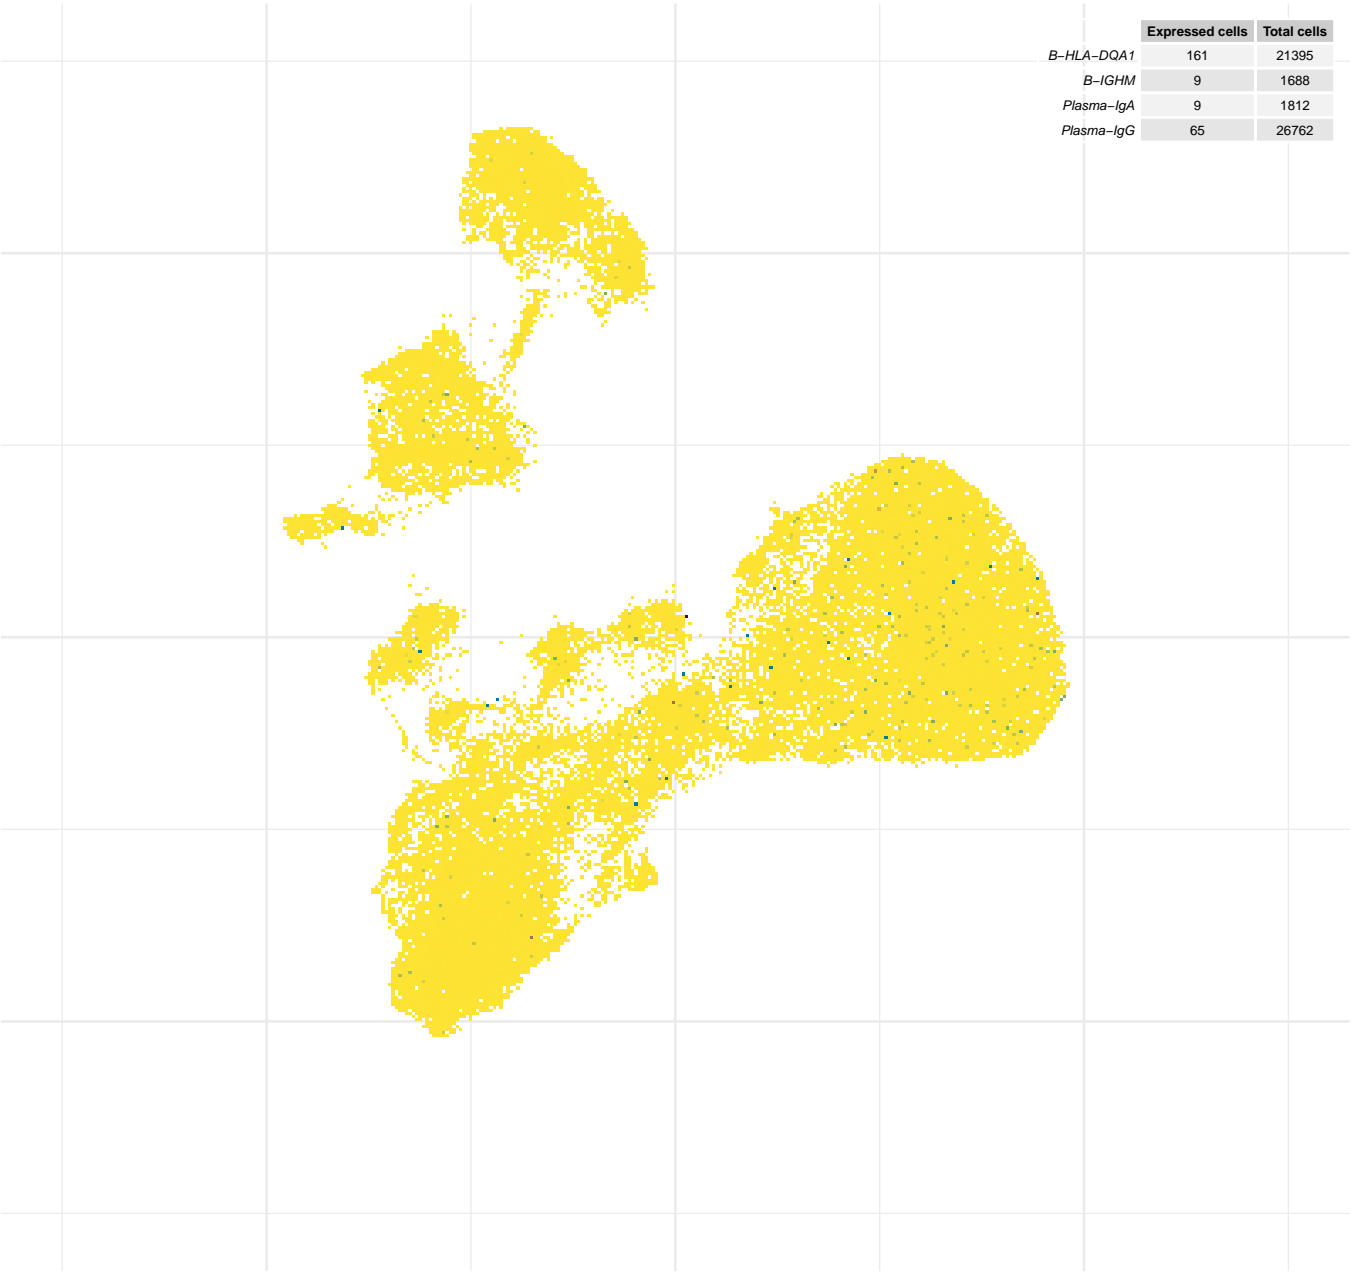 Expressed cells Total cells
B−HLA−DQA1 161 21395
B−IGHM 9 1688
Plasma−IgA 9 1812
Plasma−IgG 65 26762